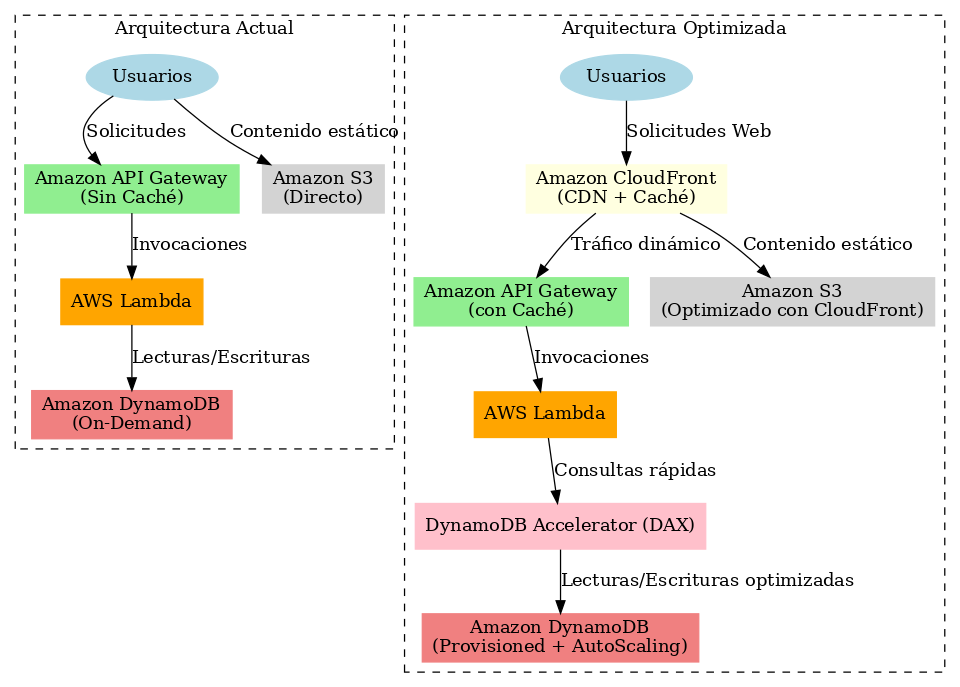 Arquitectura Actual
Usuarios
Solicitudes
Contenido estático
Amazon API Gateway
(Sin Caché)
Amazon S3
(Directo)
Invocaciones
AWS Lambda
Lecturas/Escrituras
Amazon DynamoDB
(On-Demand)
Arquitectura Optimizada
Usuarios
Solicitudes Web
Amazon CloudFront
(CDN + Caché)
Tráfico dinámico
Contenido estático
Amazon API Gateway
(con Caché)
Amazon S3
(Optimizado con CloudFront)
Invocaciones
AWS Lambda
Consultas rápidas
DynamoDB Accelerator (DAX)
Lecturas/Escrituras optimizadas
Amazon DynamoDB
(Provisioned + AutoScaling)